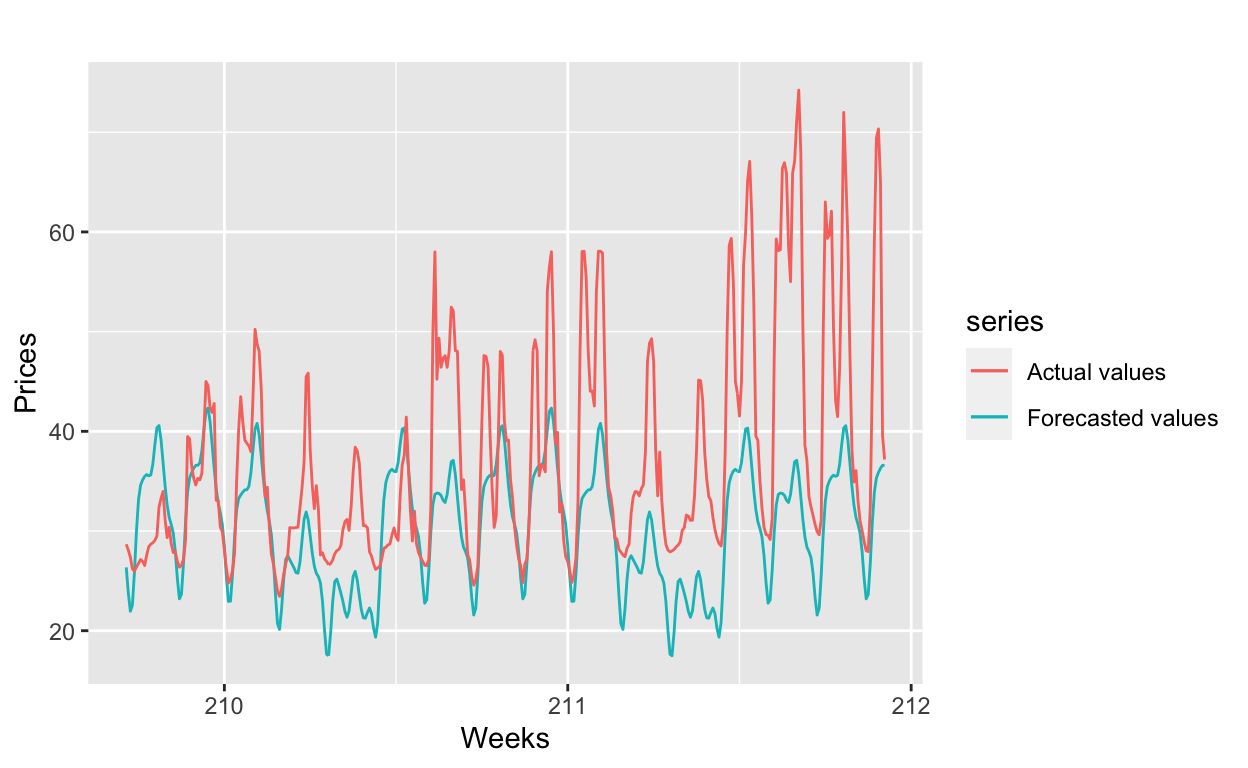 60
40
20
Prices
210
211
212
Weeks
series
Actual values
Forecasted values